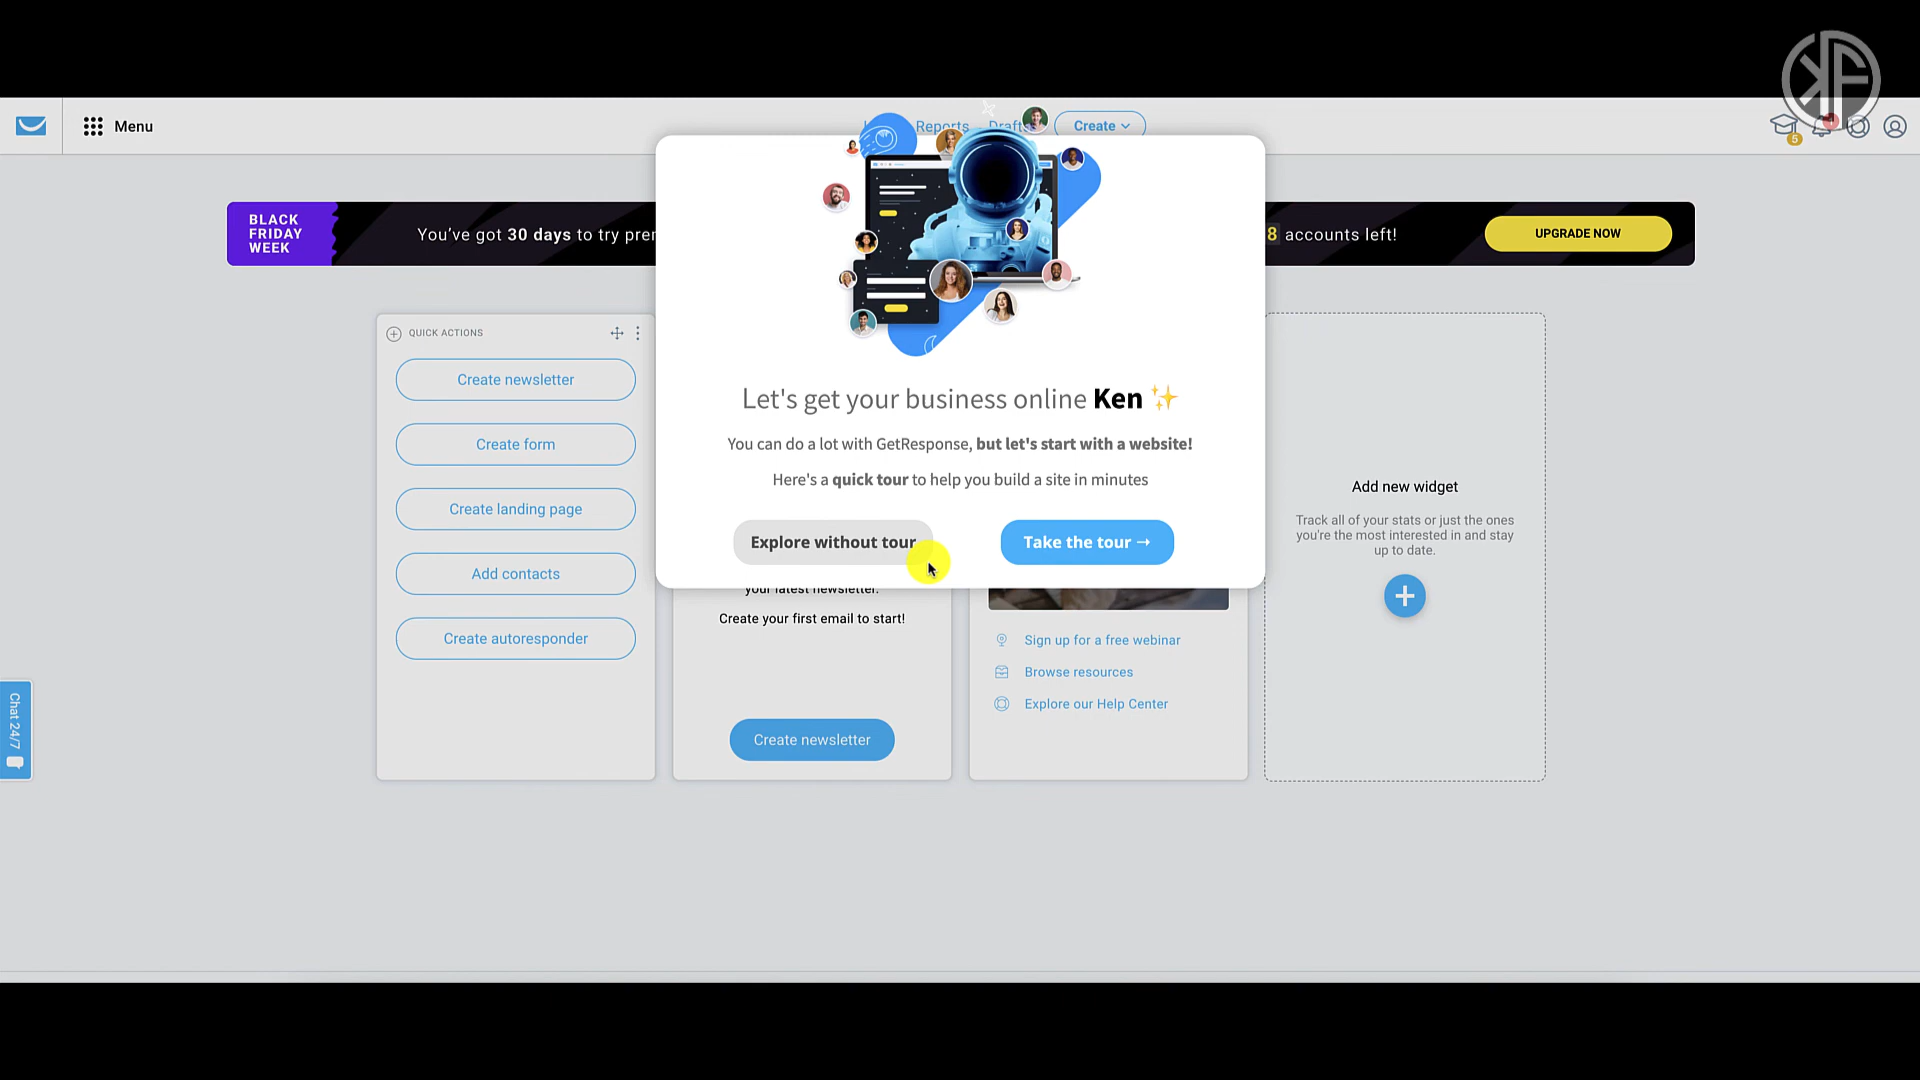 Menu
Reports
Drafts
Create
5
BLACK
FRIDAY
WEEK
You've got 30 days to try
8 accounts left!
UPGRADE NOW
QUICK ACTIONS
Create newsletter
Create form
Create landing page
Add contacts
Create autoresponder
Let's get your business online Ken ✨
You can do a lot with GetResponse, but let's start with a website!
Here's a quick tour to help you build a site in minutes
Explore without tour
Take the tour →
your latest newsletter.
Create your first email to start!
Create newsletter
Sign up for a free webinar
Browse resources
Explore our Help Center
Add new widget
Track all of your stats or just the ones
you're the most interested in and stay
up to date.
Chat 24/7